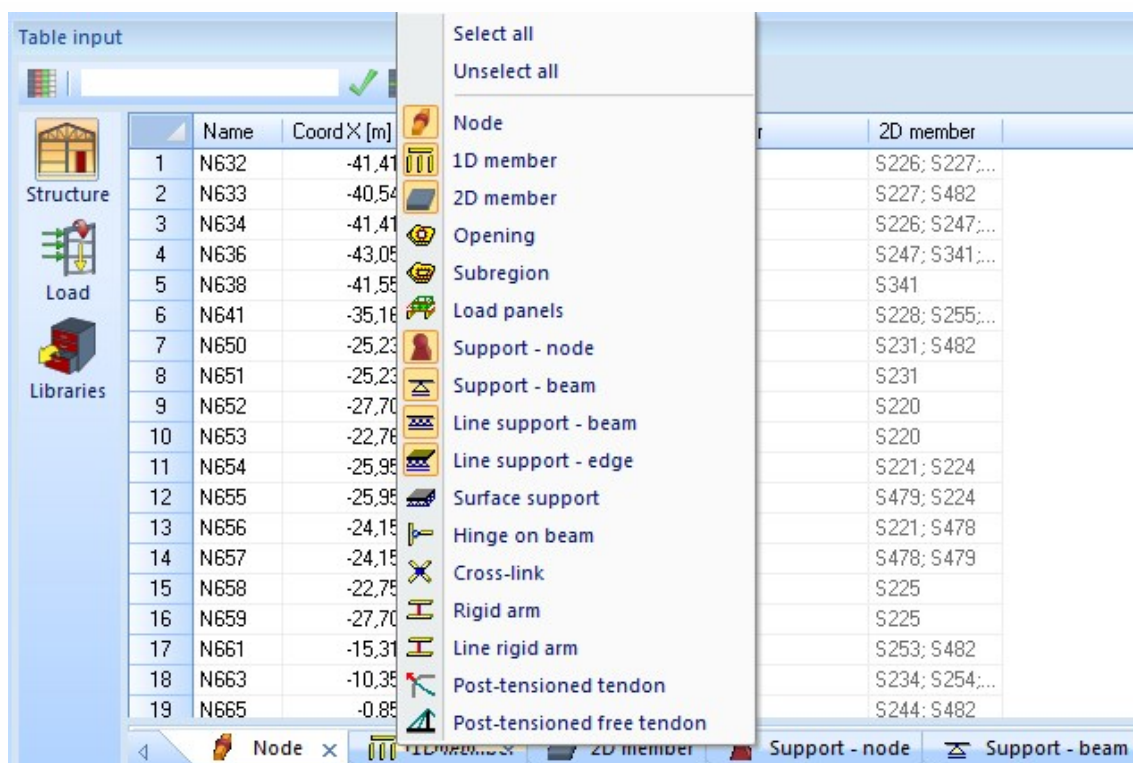 Table input
Select all
Unselect all
Node
1D member
2D member
Opening
Subregion
Load panels
Support - node
Support - beam
Line support - beam
Line support - edge
Surface support
Hinge on beam
Cross-link
Rigid arm
Line rigid arm
Post-tensioned tendon
Post-tensioned free tendon
Structure
Load
Libraries
Name Coord X [m] r 2D member
1 N632 -41,41 S226; S227;...
2 N633 -40,54 S227; S482
3 N634 -41,41 S226; S247;...
4 N636 -43,05 S247; S341;...
5 N638 -41,55 S341
6 N641 -35,16 S228; S255;...
7 N650 -25,23 S231; S482
8 N651 -25,23 S231
9 N652 -27,70 S220
10 N653 -22,76 S220
11 N654 -25,95 S221; S224
12 N655 -25,95 S479; S224
13 N656 -24,15 S221; S478
14 N657 -24,15 S478; S479
15 N658 -22,75 S225
16 N659 -27,70 S225
17 N661 -15,31 S253; S482
18 N663 -10,35 S234; S254;...
19 N665 -0,85 S244; S482
Node 2D member Support - node Support - beam